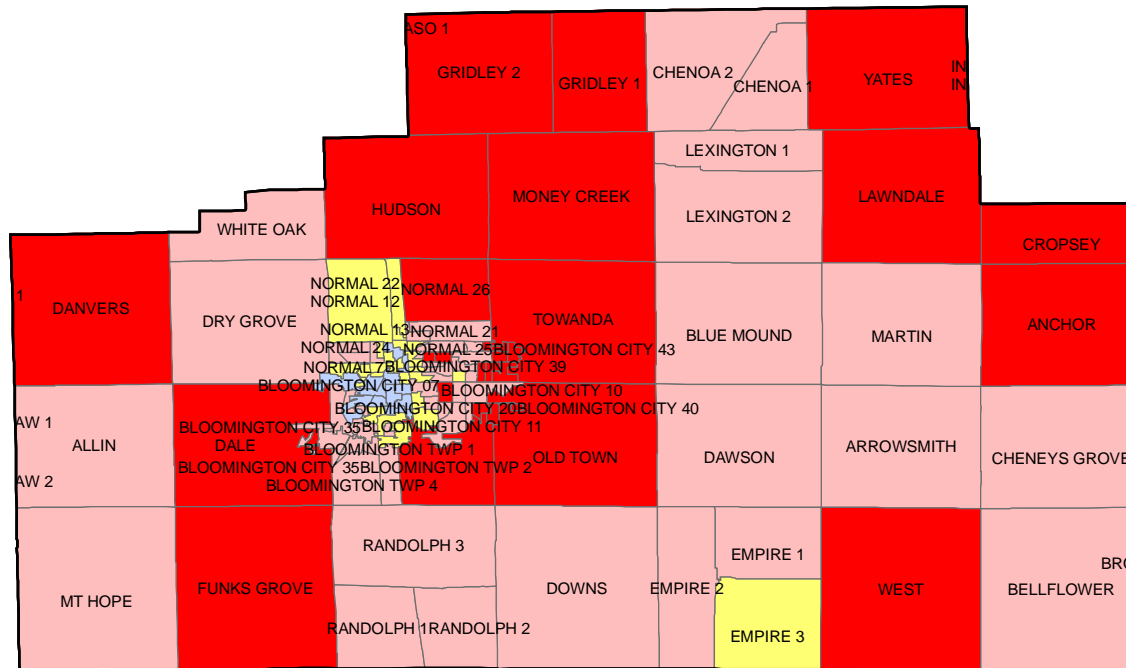 ASO 1
GRIDLEY 2
GRIDLEY 1
CHENOA 2
CHENOA 1
YATES
IN
IN
LEXINGTON 1
HUDSON
MONEY CREEK
LEXINGTON 2
LAWNDALE
WHITE OAK
CROPSEY
1
DANVERS
DRY GROVE
NORMAL 22
NORMAL 26
NORMAL 12
TOWANDA
BLUE MOUND
MARTIN
ANCHOR
NORMAL 13
NORMAL 21
NORMAL 24
NORMAL 25
BLOOMINGTON CITY 43
NORMAL 7
BLOOMINGTON CITY 39
BLOOMINGTON CITY 07
BLOOMINGTON CITY 10
BLOOMINGTON CITY 20
BLOOMINGTON CITY 40
AW 1
ALLIN
BLOOMINGTON CITY 35
BLOOMINGTON CITY 11
DALE
BLOOMINGTON TWP 1
OLD TOWN
DAWSON
ARROWSMITH
CHENEYS GROVE
BLOOMINGTON CITY 35
BLOOMINGTON TWP 2
AW 2
BLOOMINGTON TWP 4
RANDOLPH 3
EMPIRE 1
BRO
MT HOPE
FUNKS GROVE
DOWNS
EMPIRE 2
WEST
BELLFLOWER
RANDOLPH 1
RANDOLPH 2
EMPIRE 3